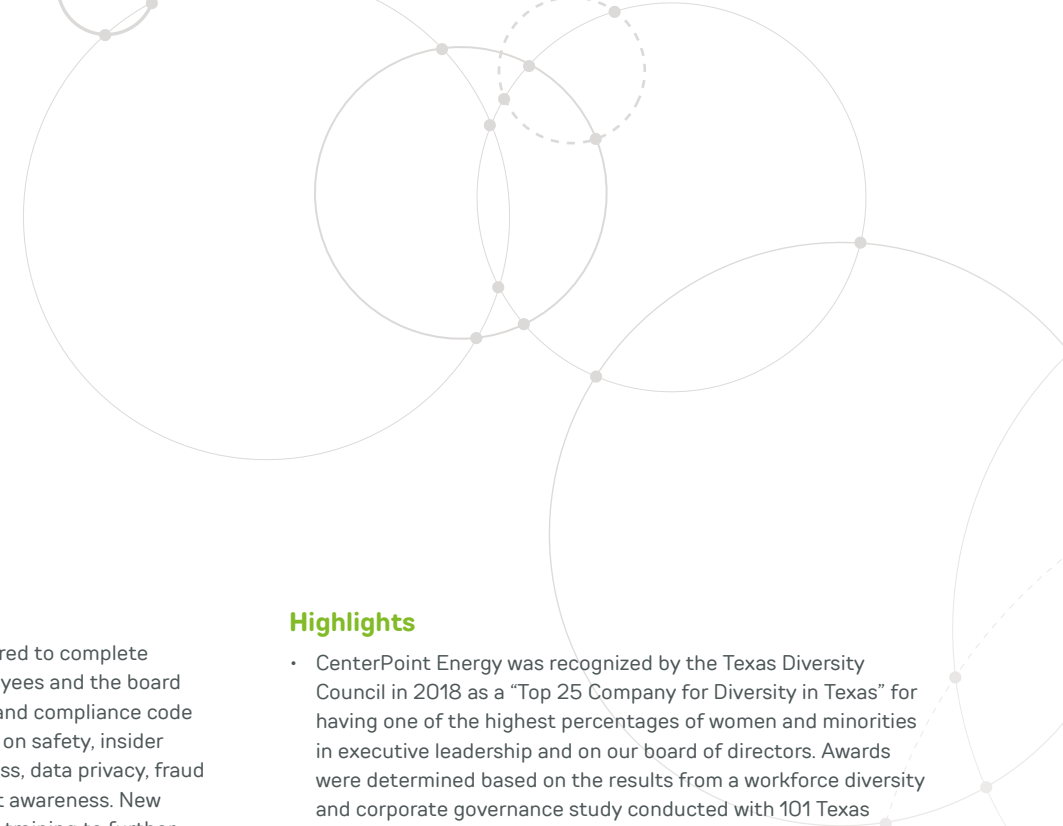 red to complete
yees and the board
and compliance code
on safety, insider
ss, data privacy, fraud
t awareness. New
training to further
Highlights
• CenterPoint Energy was recognized by the Texas Diversity
Council in 2018 as a “Top 25 Company for Diversity in Texas” for
having one of the highest percentages of women and minorities
in executive leadership and on our board of directors. Awards
were determined based on the results from a workforce diversity
and corporate governance study conducted with 101 Texas